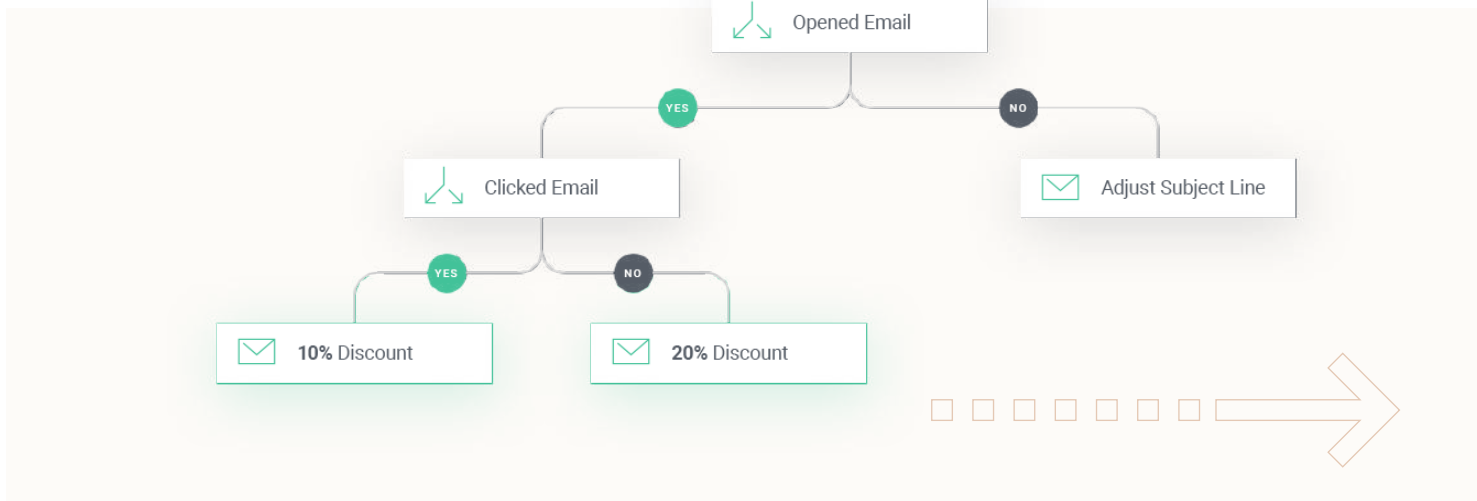 Opened Email
YES
NO
Clicked Email
Adjust Subject Line
YES
NO
10% Discount
20% Discount